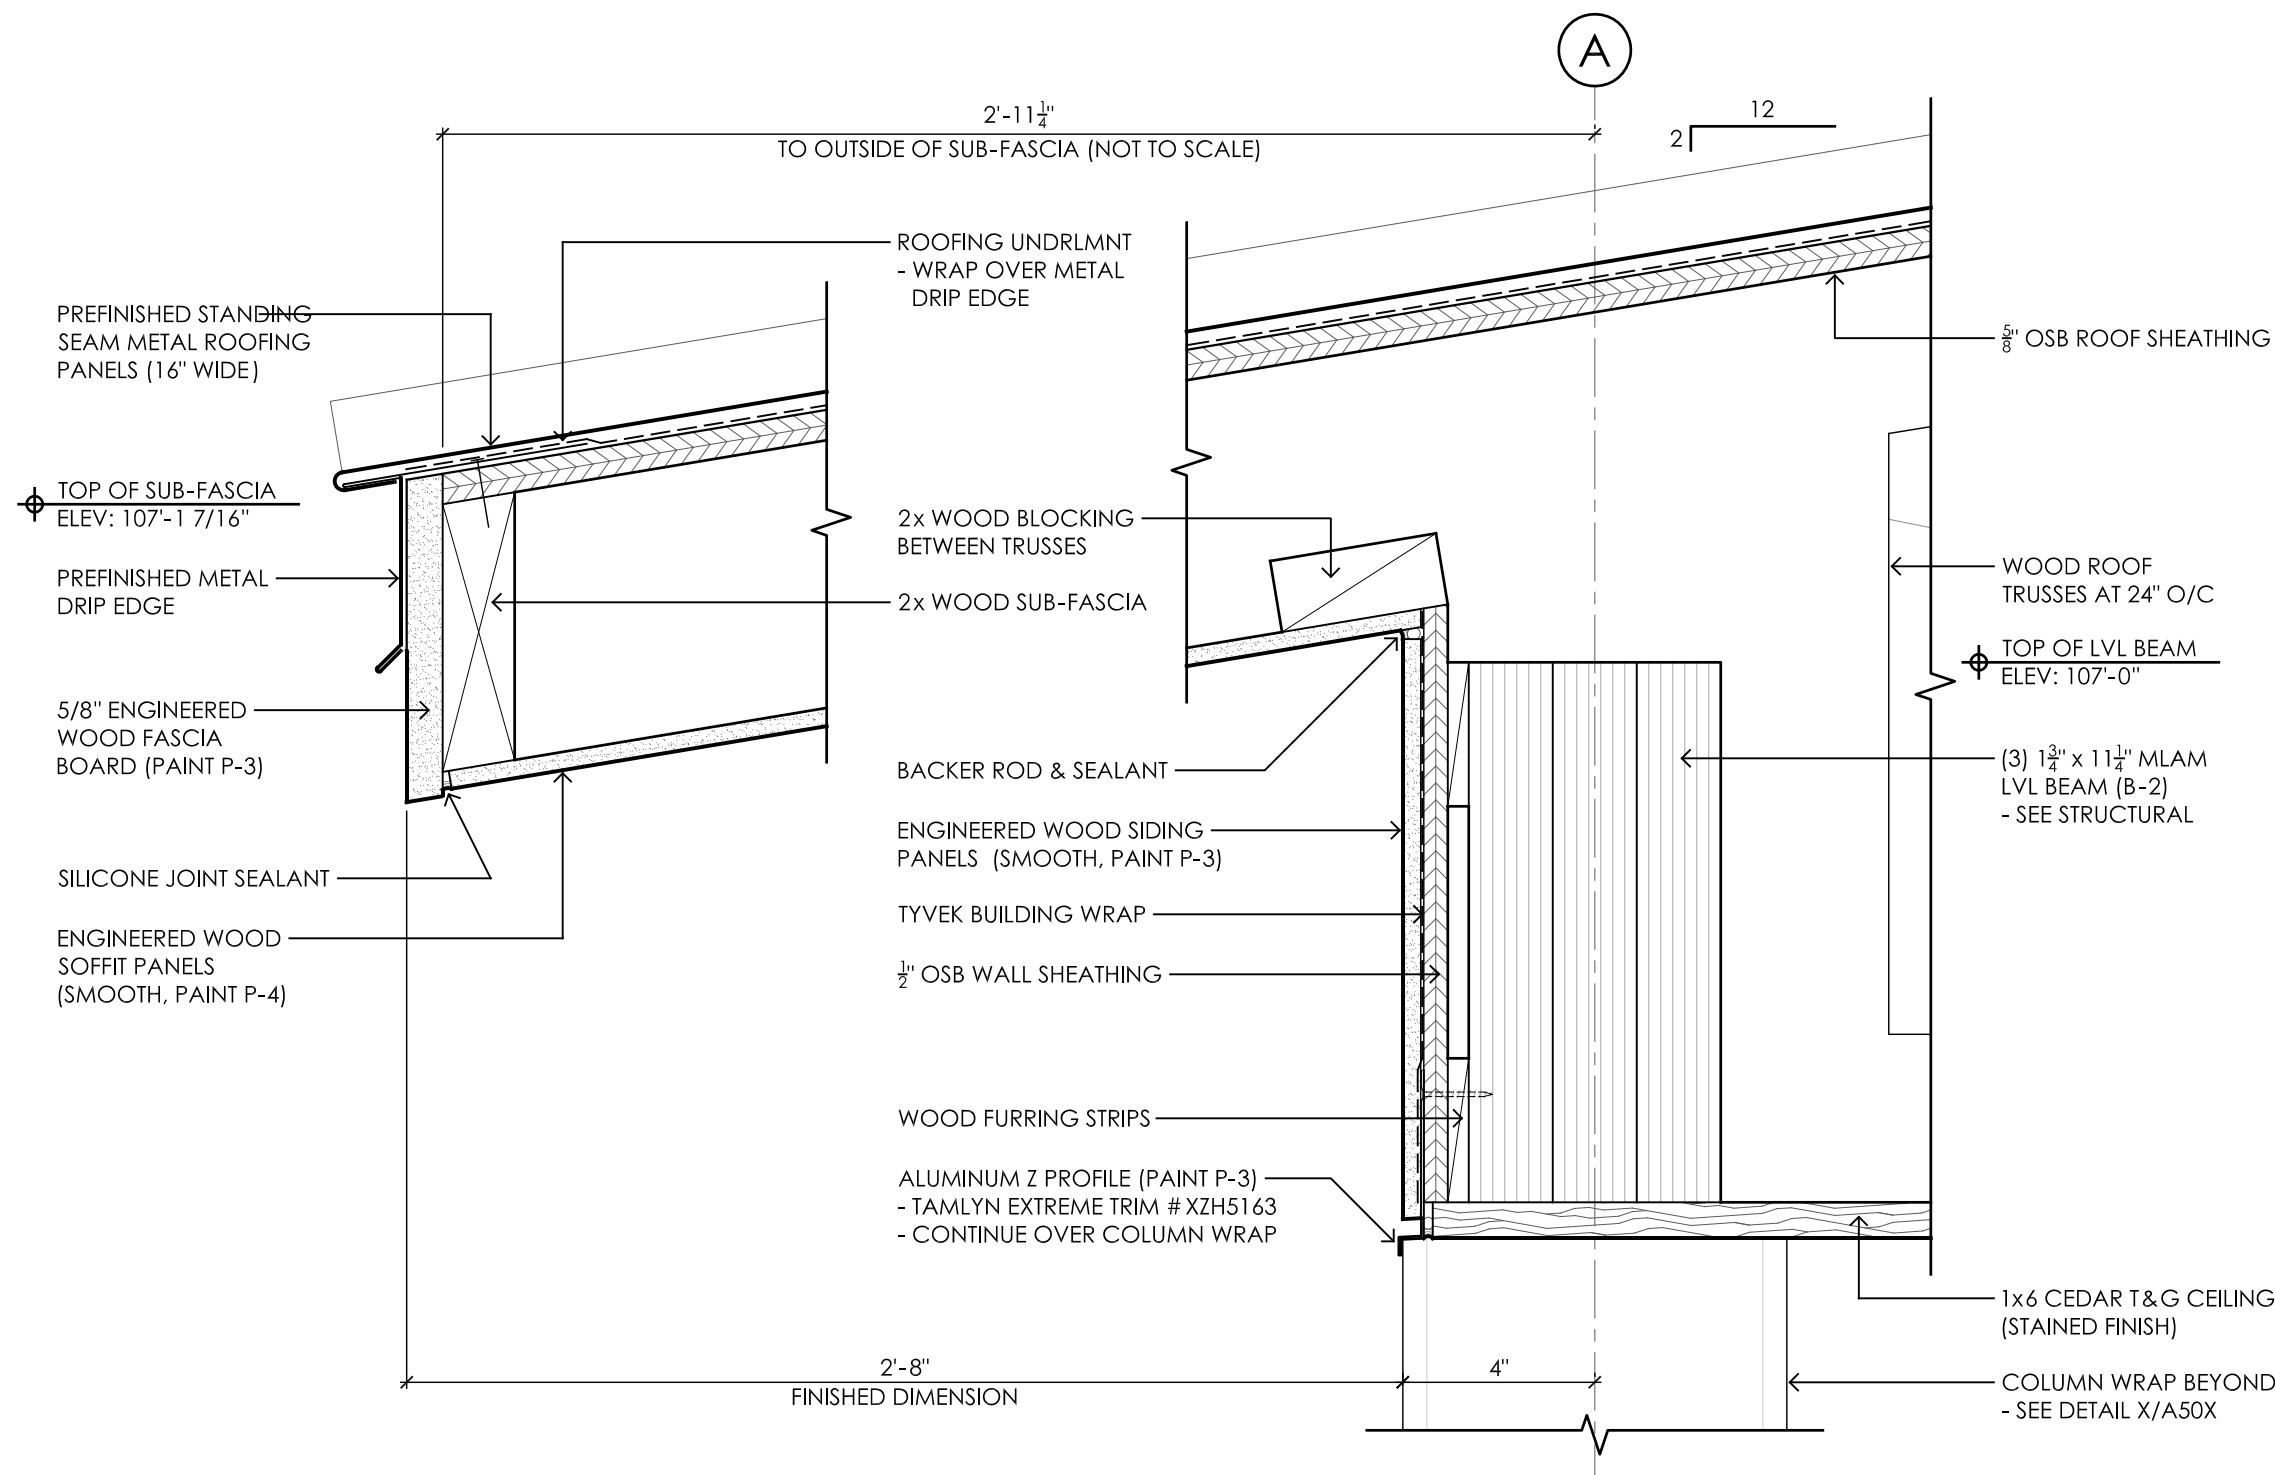 A
2'-11 1/4"
TO OUTSIDE OF SUB-FASCIA (NOT TO SCALE)
12
2
ROOFING UNDRLMNT
- WRAP OVER METAL
DRIP EDGE
PREFINISHED STANDING
SEAM METAL ROOFING
PANELS (16" WIDE)
5/8" OSB ROOF SHEATHING
TOP OF SUB-FASCIA
ELEV: 107'-1 7/16"
2x WOOD BLOCKING
BETWEEN TRUSSES
PREFINISHED METAL
DRIP EDGE
2x WOOD SUB-FASCIA
WOOD ROOF
TRUSSES AT 24" O/C
TOP OF LVL BEAM
ELEV: 107'-0"
5/8" ENGINEERED
WOOD FASCIA
BOARD (PAINT P-3)
BACKER ROD & SEALANT
(3) 1 3/4" x 11 1/4" MLAM
LVL BEAM (B-2)
- SEE STRUCTURAL
ENGINEERED WOOD SIDING
PANELS (SMOOTH, PAINT P-3)
SILICONE JOINT SEALANT
TYVEK BUILDING WRAP
ENGINEERED WOOD
SOFFIT PANELS
(SMOOTH, PAINT P-4)
1/2" OSB WALL SHEATHING
WOOD FURRING STRIPS
ALUMINUM Z PROFILE (PAINT P-3)
- TAMLYN EXTREME TRIM # XZH5163
- CONTINUE OVER COLUMN WRAP
1x6 CEDAR T&G CEILING
(STAINED FINISH)
2'-8"
FINISHED DIMENSION
4"
COLUMN WRAP BEYOND
- SEE DETAIL X/A50X